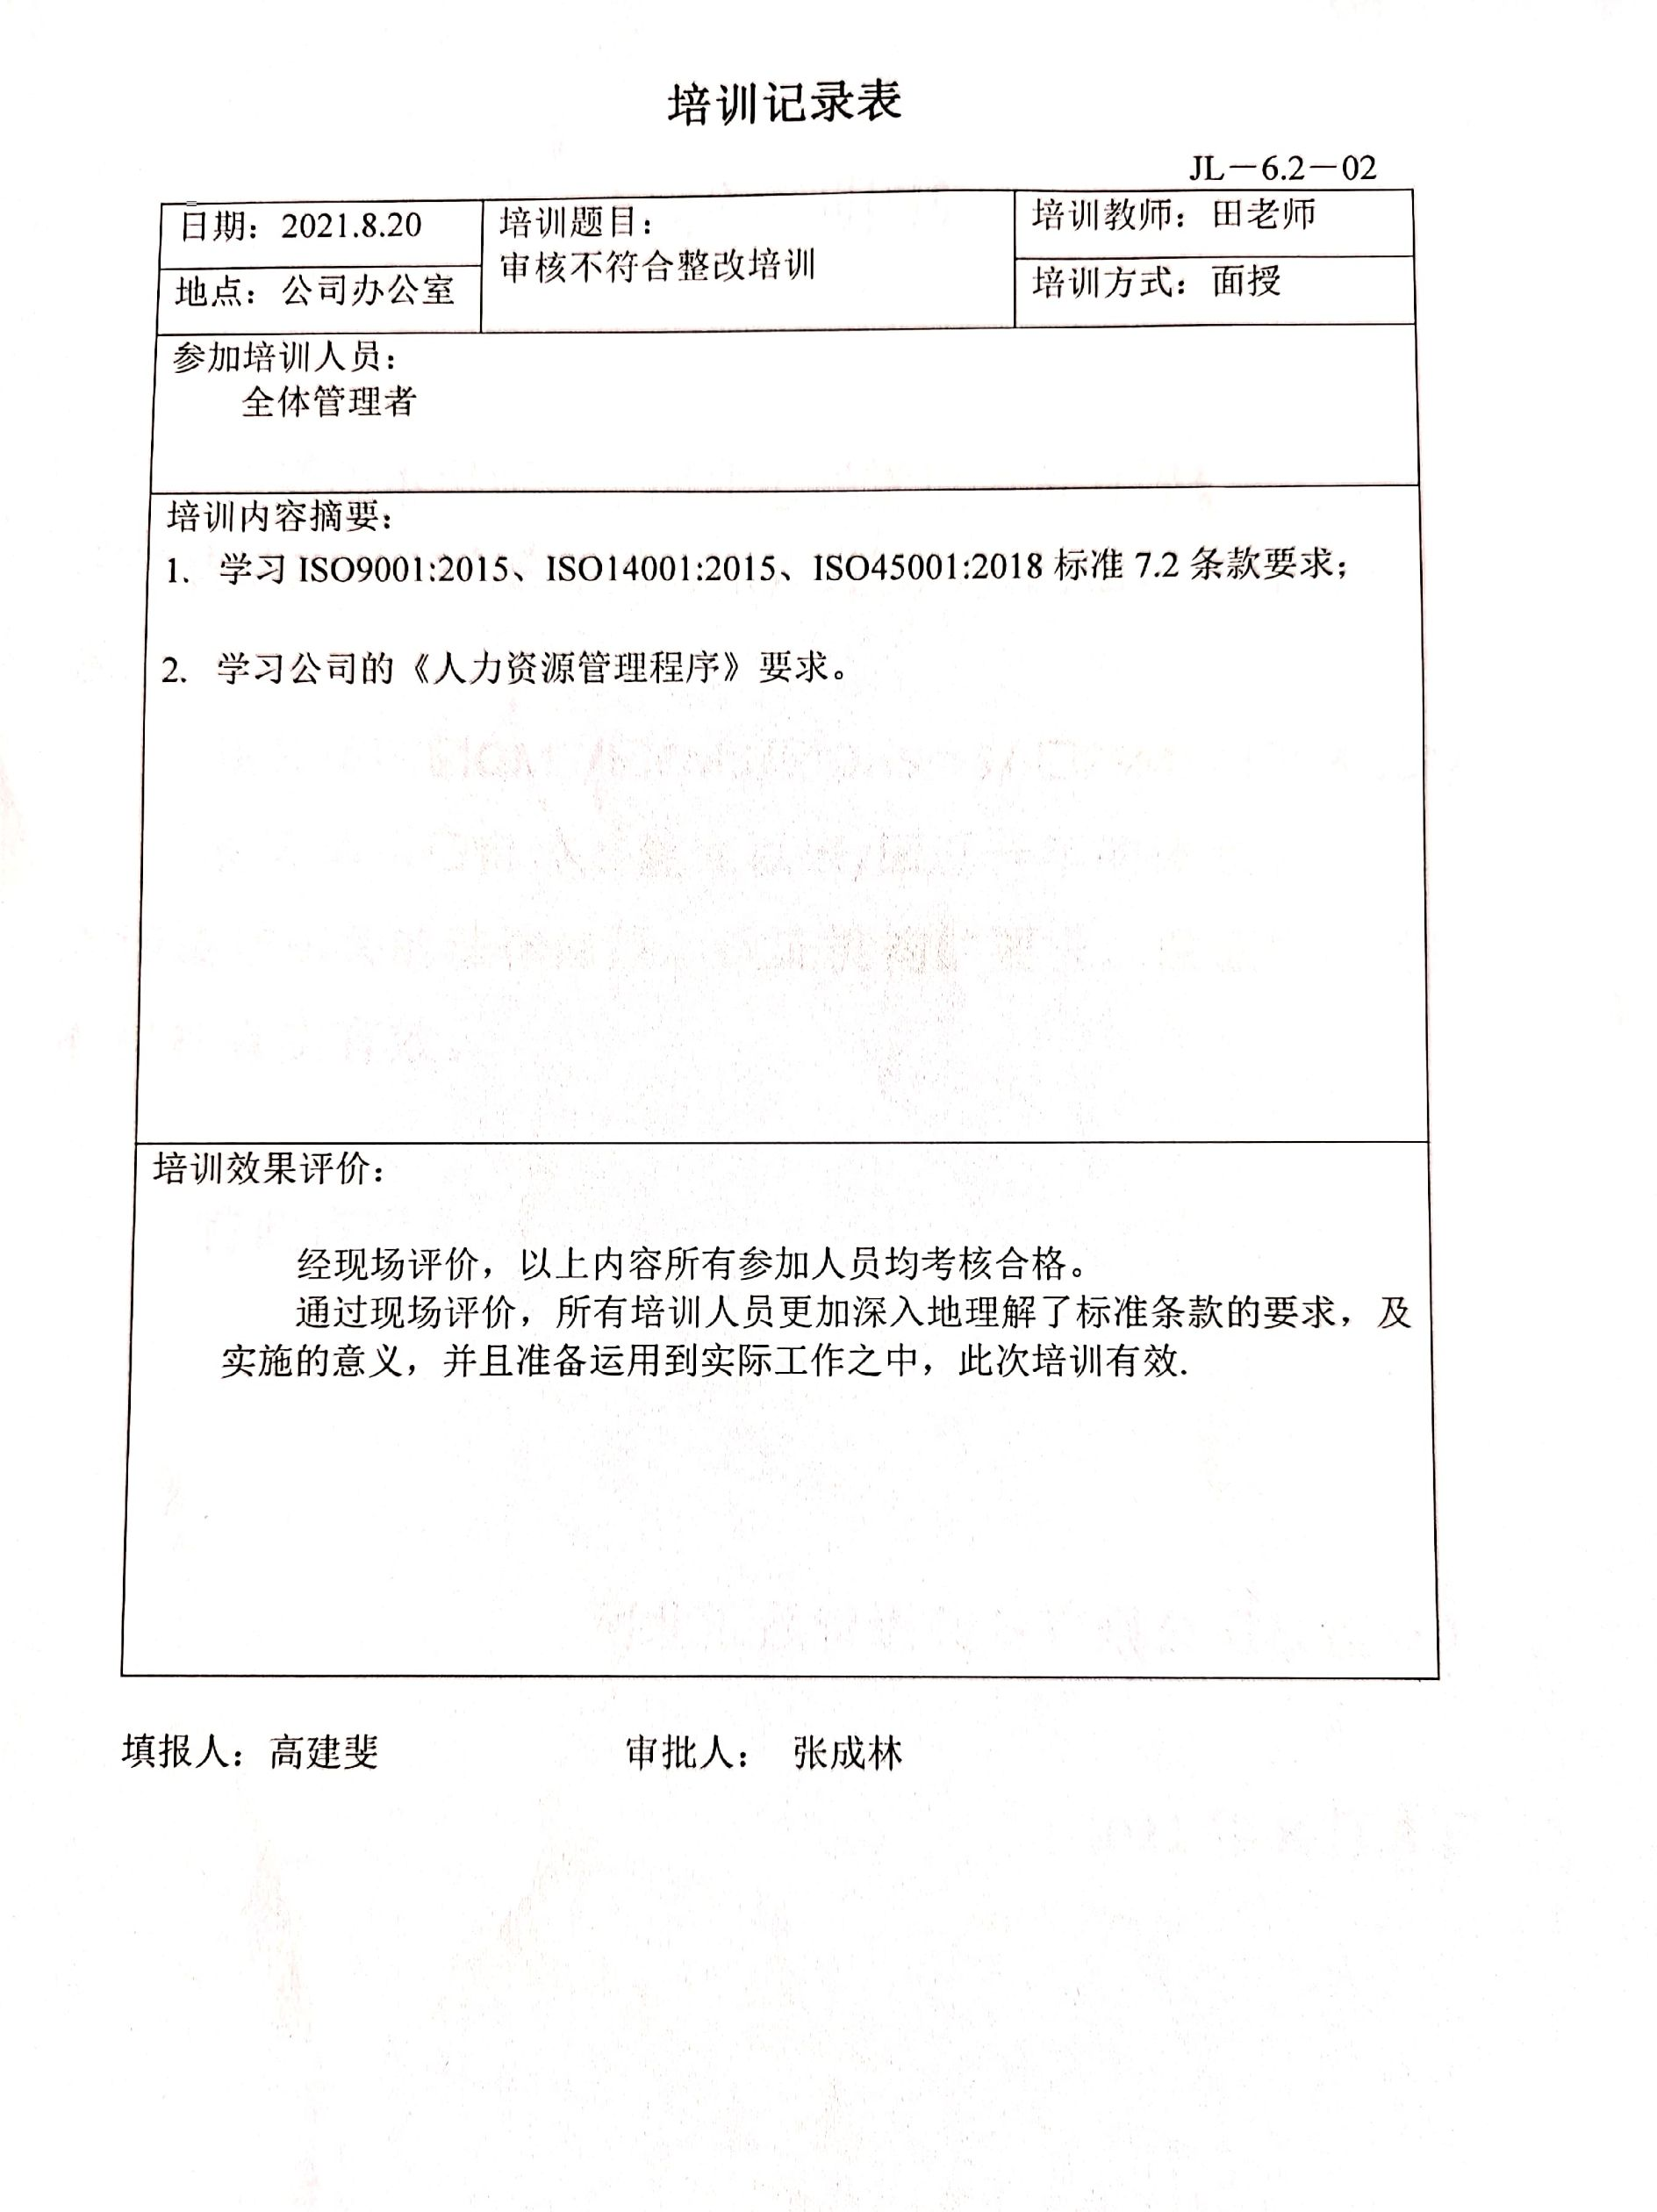 培训记录表
JL－6.2－02
日期：2021.8.20
培训题目：
审核不符合整改培训
培训教师：田老师
地点：公司办公室
培训方式：面授
参加培训人员：
全体管理者
培训内容摘要：
1. 学习 ISO9001:2015、ISO14001:2015、ISO45001:2018 标准 7.2 条款要求；
2. 学习公司的《人力资源管理程序》要求。
培训效果评价：
经现场评价，以上内容所有参加人员均考核合格。
通过现场评价，所有培训人员更加深入地理解了标准条款的要求，及
实施的意义，并且准备运用到实际工作之中，此次培训有效.
填报人：高建斐 审批人： 张成林